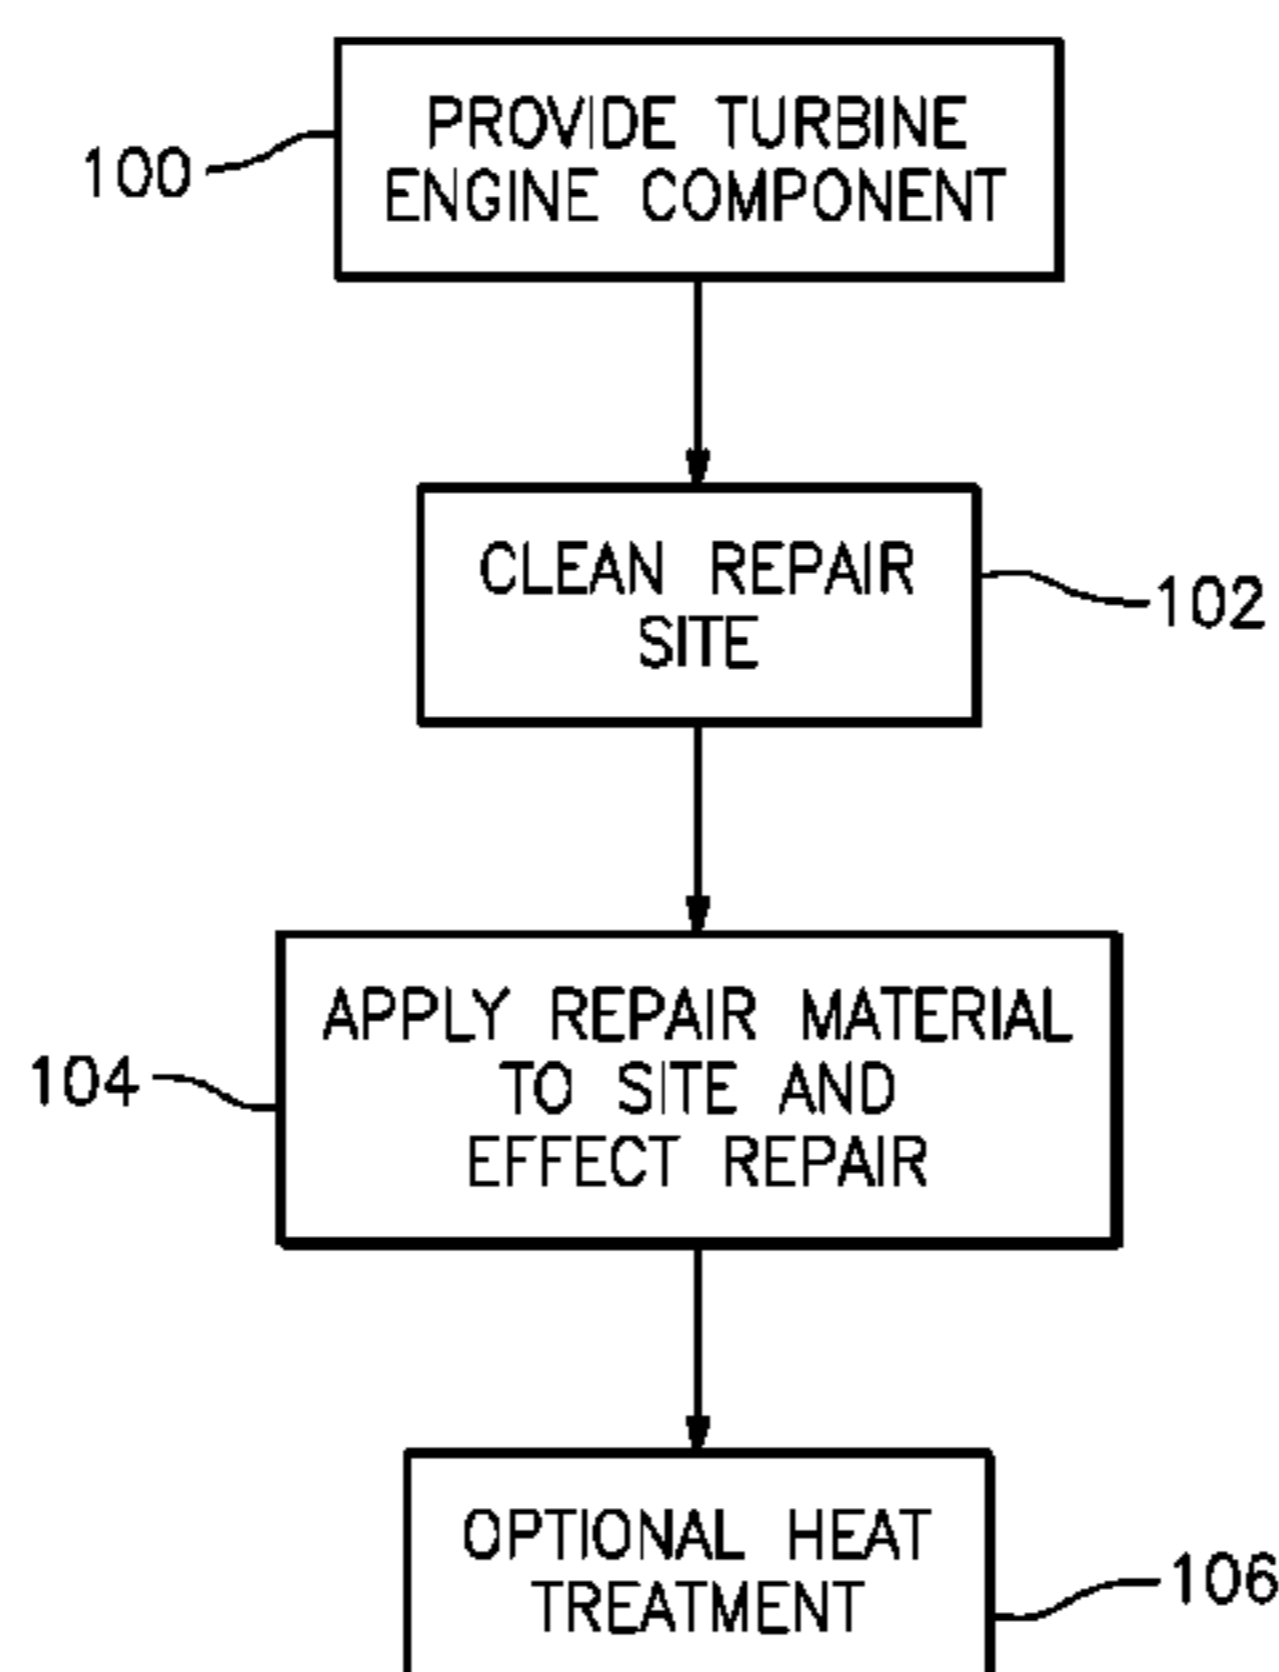 PROVIDE TURBINE
ENGINE COMPONENT
100
CLEAN REPAIR
SITE
102
APPLY REPAIR MATERIAL
TO SITE AND
EFFECT REPAIR
104
OPTIONAL HEAT
TREATMENT
106